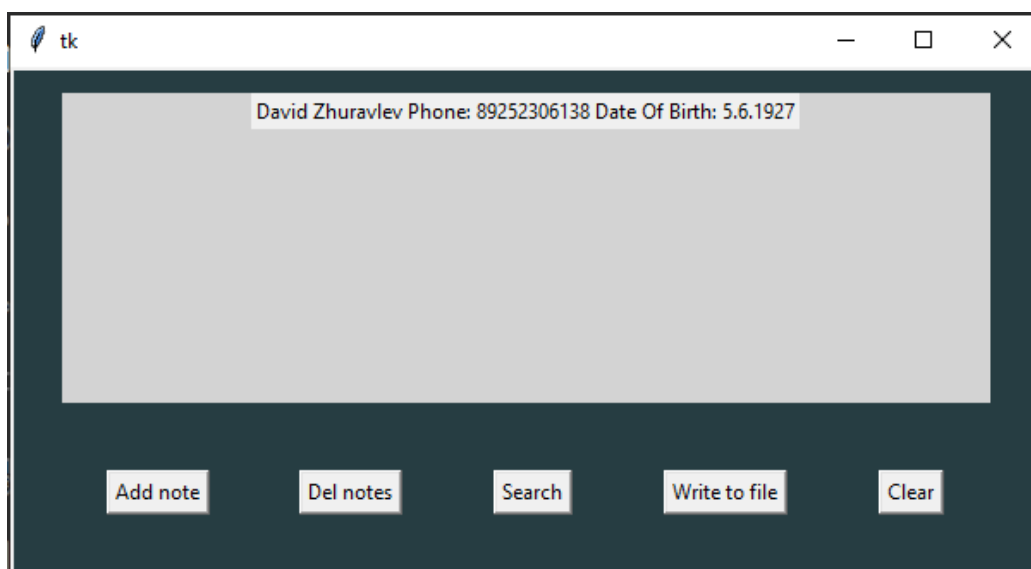 tk
David Zhuravlev Phone: 89252306138 Date Of Birth: 5.6.1927
Add note Del notes Search Write to file Clear